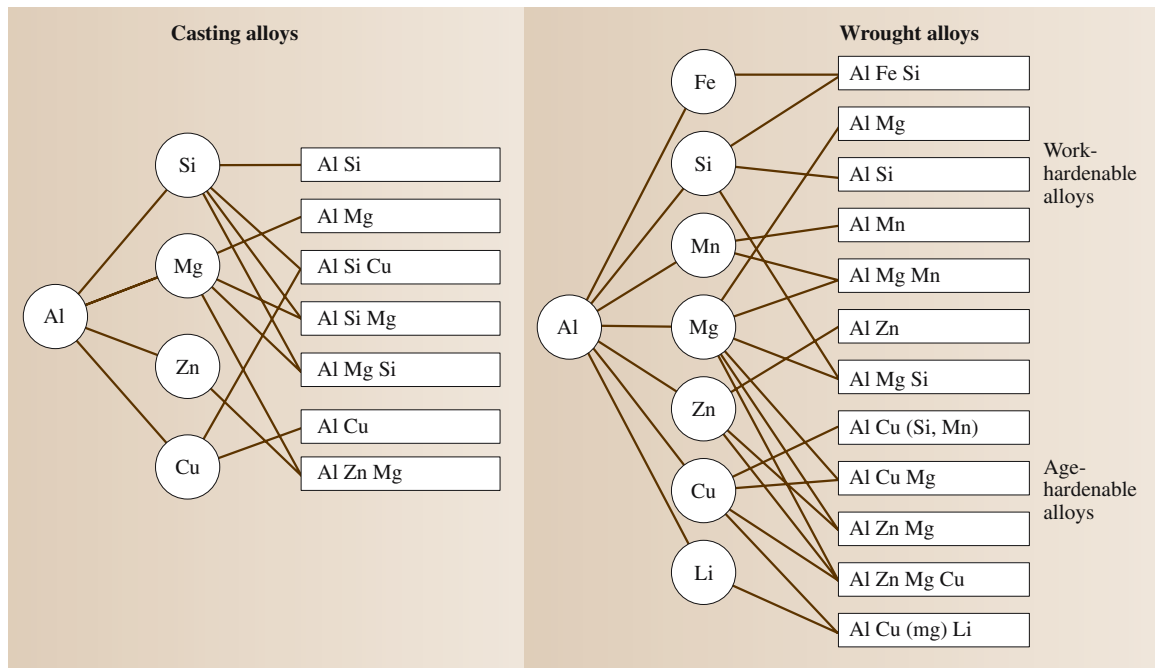 Casting alloys
Al
Si
Mg
Zn
Cu
Al Si
Al Mg
Al Si Cu
Al Si Mg
Al Mg Si
Al Cu
Al Zn Mg
Wrought alloys
Al
Fe
Si
Mn
Mg
Zn
Cu
Li
Al Fe Si
Al Mg
Al Si
Al Mn
Al Mg Mn
Al Zn
Al Mg Si
Al Cu (Si, Mn)
Al Cu Mg
Al Zn Mg
Al Zn Mg Cu
Al Cu (mg) Li
Work-
hardenable
alloys
Age-
hardenable
alloys